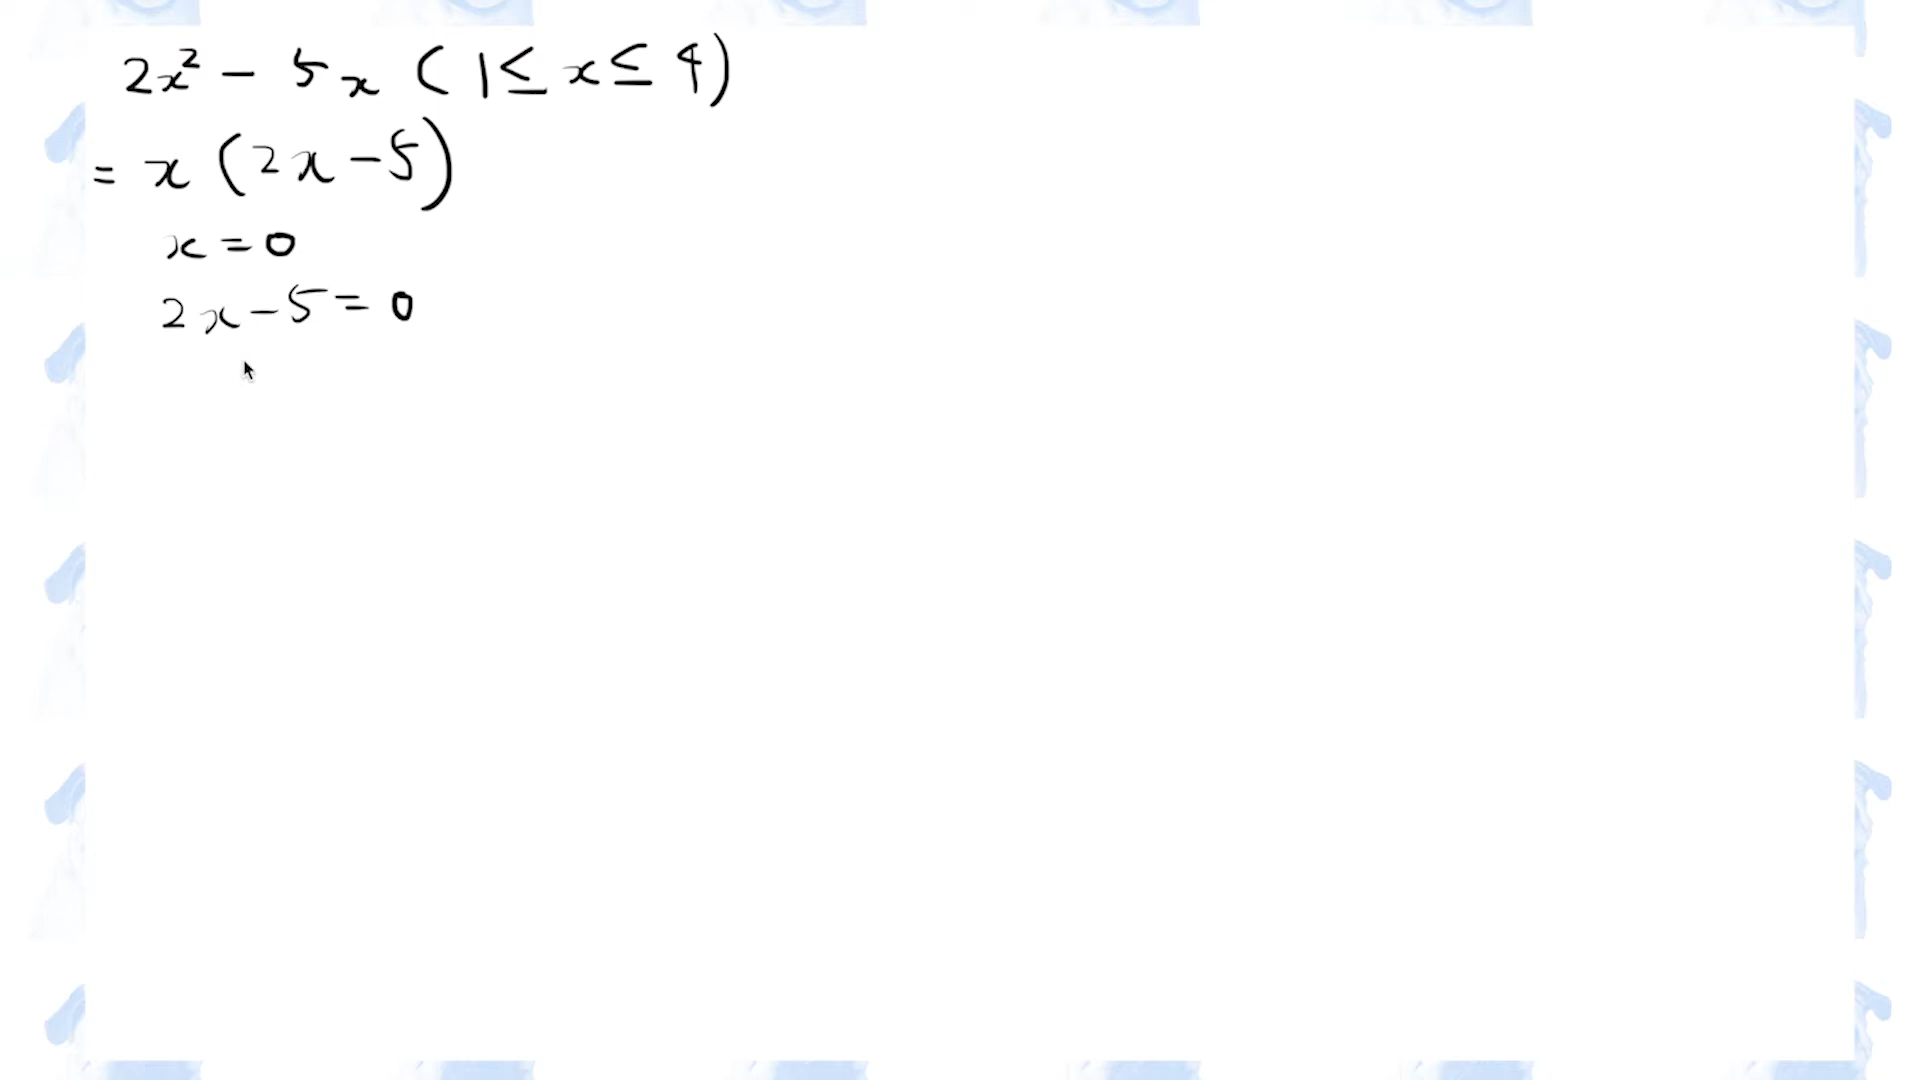 2x² - 5x (1 ≤ x ≤ 4)
= x (2x - 5)
x = 0
2x - 5 = 0